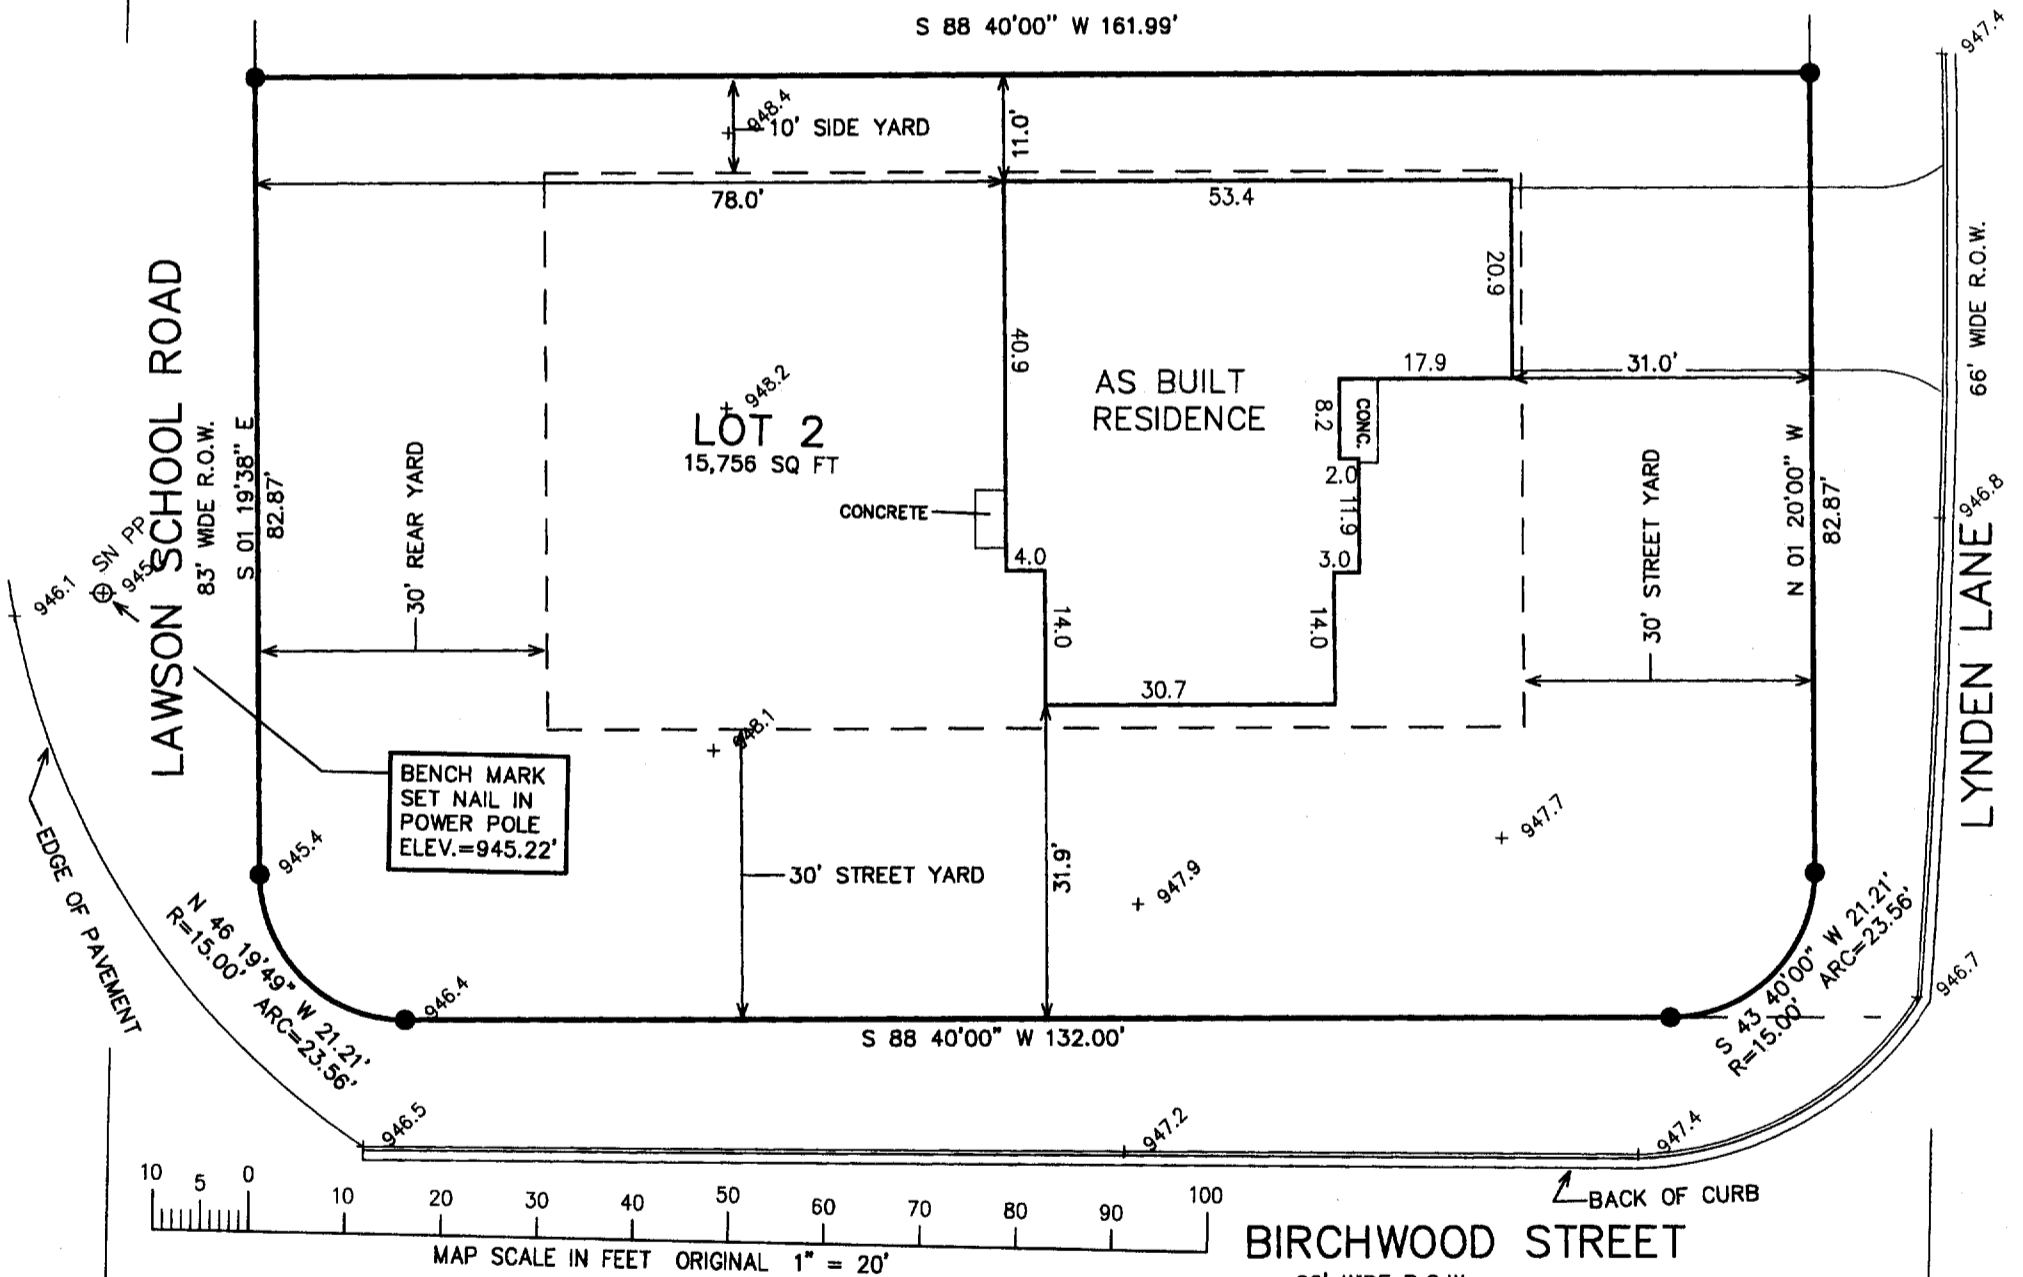 S 88 40'00" W 161.99'
947.4
948.4
10' SIDE YARD
11.0'
78.0'
53.4
20.9
66' WIDE R.O.W.
LAWSON SCHOOL ROAD
83' WIDE R.O.W.
S 01 19'38" E
82.87'
30' REAR YARD
948.2
LOT 2
15,756 SQ FT
40.9
AS BUILT
RESIDENCE
17.9
31.0'
8.2
CONC.
2.0
11.9
3.0
CONCRETE
4.0
14.0
14.0
30.7
30' STREET YARD
N 01 20'00" W
82.87'
946.8
LYNDEN LANE
946.1
SN PP
948.1
BENCH MARK
SET NAIL IN
POWER POLE
ELEV.=945.22'
945.4
EDGE OF PAVEMENT
30' STREET YARD
31.9'
947.9
947.7
N 46 19'49" W 21.21'
R=15.00' ARC=23.56'
946.4
S 88 40'00" W 132.00'
S 43 40'00" W 21.21'
R=15.00' ARC=23.56'
946.7
946.5
947.2
947.4
10 5 0 10 20 30 40 50 60 70 80 90 100
MAP SCALE IN FEET ORIGINAL 1" = 20'
BACK OF CURB
BIRCHWOOD STREET